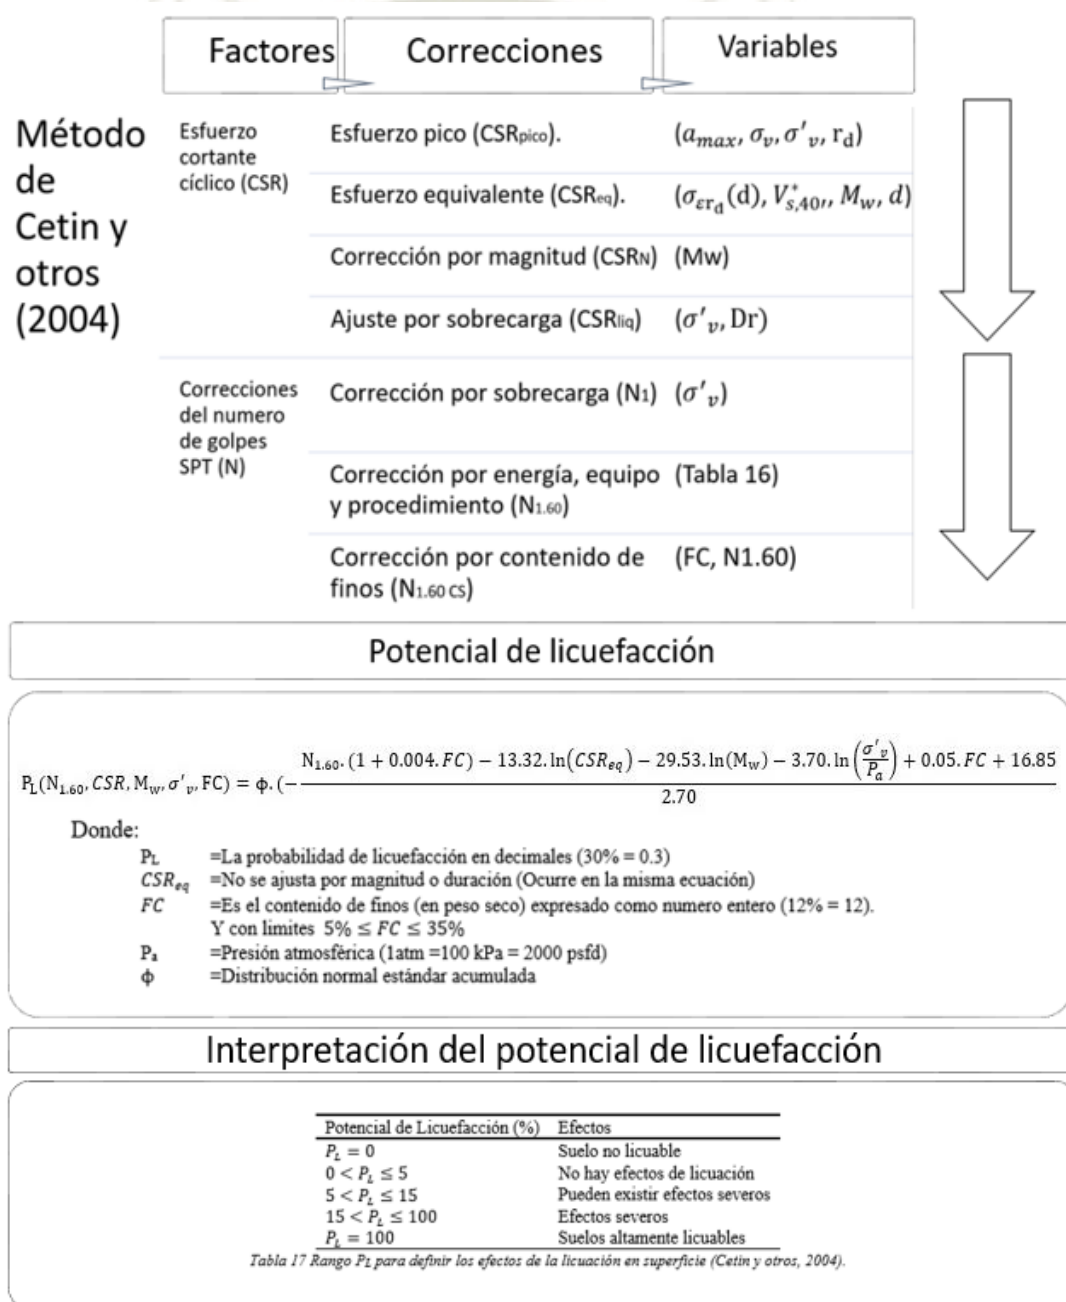 Factores
Correcciones
Variables
Método
de
Cetin y
otros
(2004)
Esfuerzo
cortante
cíclico (CSR)
Esfuerzo pico (CSRpico).
(a_max, σ_v, σ'_v, r_d)
Esfuerzo equivalente (CSReq).
(σ_εr_d(d), V*_s,40', M_w, d)
Corrección por magnitud (CSRN)
(Mw)
Ajuste por sobrecarga (CSRliq)
(σ'_v, Dr)
Correcciones
del numero
de golpes
SPT (N)
Corrección por sobrecarga (N1)
(σ'_v)
Corrección por energía, equipo
y procedimiento (N1.60)
(Tabla 16)
Corrección por contenido de
finos (N1.60 CS)
(FC, N1.60)
Potencial de licuefacción
P_L(N_1.60, CSR, M_w, σ'_v, FC) = ϕ. (− N_1.60. (1 + 0.004. FC) − 13.32. ln(CSR_eq) − 29.53. ln(M_w) − 3.70. ln(σ'_v / P_a) + 0.05. FC + 16.85
2.70
Donde:
P_L =La probabilidad de licuefacción en decimales (30% = 0.3)
CSR_eq =No se ajusta por magnitud o duración (Ocurre en la misma ecuación)
FC =Es el contenido de finos (en peso seco) expresado como numero entero (12% = 12).
Y con limites 5% ≤ FC ≤ 35%
P_a =Presión atmosférica (1atm =100 kPa = 2000 psfd)
ϕ =Distribución normal estándar acumulada
Interpretación del potencial de licuefacción
Potencial de Licuefacción (%) Efectos
P_L = 0 Suelo no licuable
0 < P_L ≤ 5 No hay efectos de licuación
5 < P_L ≤ 15 Pueden existir efectos severos
15 < P_L ≤ 100 Efectos severos
P_L = 100 Suelos altamente licuables
Tabla 17 Rango PL para definir los efectos de la licuación en superficie (Cetin y otros, 2004).